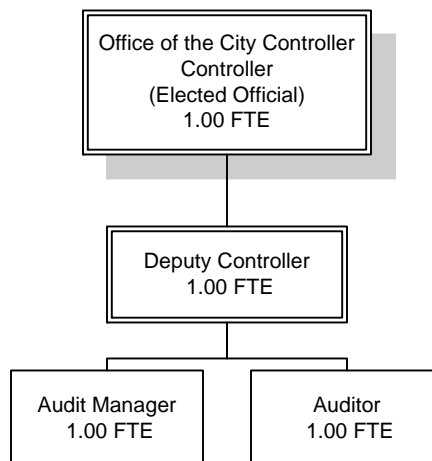 Office of the City Controller
Controller
(Elected Official)
1.00 FTE
Deputy Controller
1.00 FTE
Audit Manager
1.00 FTE
Auditor
1.00 FTE